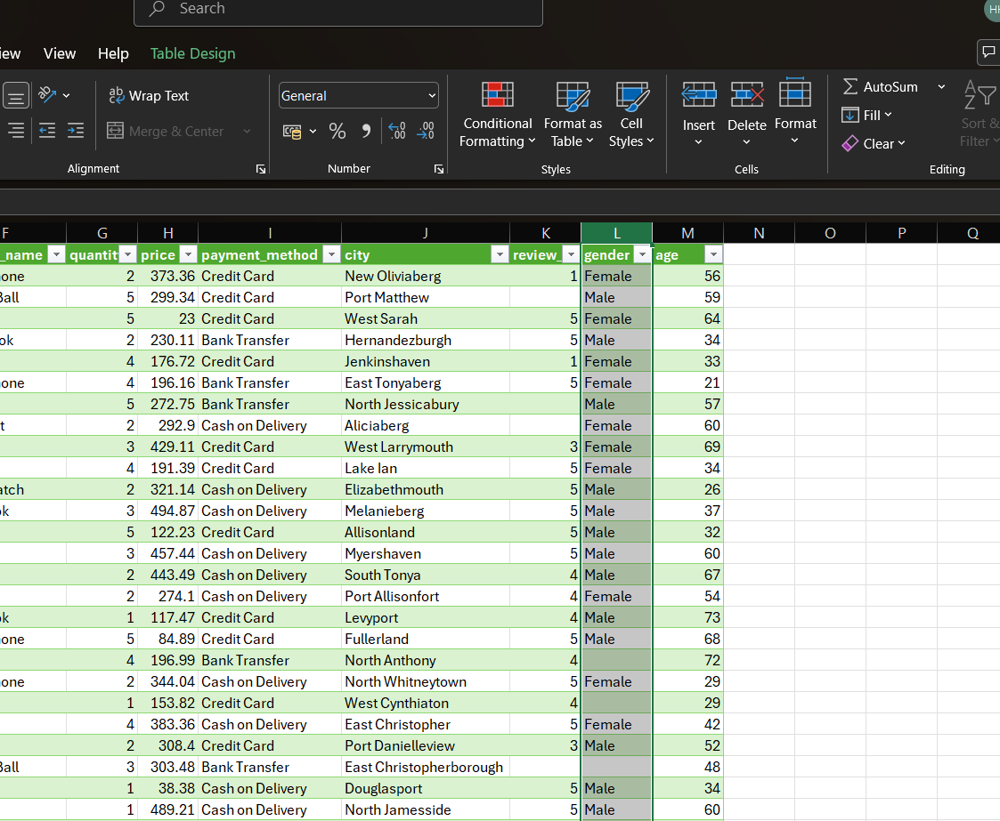 Search
HH
iew View Help Table Design
ab Wrap Text General AutoSum
Conditional Formatting Format as Table Cell Styles Insert Delete Format Fill Sort & Filter
Merge & Center % Clear
Alignment Number Styles Cells Editing
F G H I J K L M N O P Q
_name quantit price payment_method city review_ gender age
one 2 373.36 Credit Card New Oliviaberg 1 Female 56
Ball 5 299.34 Credit Card Port Matthew Male 59
5 23 Credit Card West Sarah 5 Female 64
ok 2 230.11 Bank Transfer Hernandezburgh 5 Male 34
4 176.72 Credit Card Jenkinshaven 1 Female 33
one 4 196.16 Bank Transfer East Tonyaberg 5 Female 21
5 272.75 Bank Transfer North Jessicabury Male 57
t 2 292.9 Cash on Delivery Aliciaberg Female 60
3 429.11 Credit Card West Larrymouth 3 Female 69
4 191.39 Credit Card Lake Ian 5 Female 34
atch 2 321.14 Cash on Delivery Elizabethmouth 5 Male 26
ok 3 494.87 Cash on Delivery Melanieberg 5 Male 37
5 122.23 Credit Card Allisonland 5 Male 32
3 457.44 Cash on Delivery Myershaven 5 Male 60
2 443.49 Cash on Delivery South Tonya 4 Male 67
2 274.1 Cash on Delivery Port Allisonfort 4 Female 54
ok 1 117.47 Credit Card Levyport 4 Male 73
one 5 84.89 Credit Card Fullerland 5 Male 68
4 196.99 Bank Transfer North Anthony 4 72
one 2 344.04 Cash on Delivery North Whitneytown 5 Female 29
1 153.82 Credit Card West Cynthiaton 4 29
4 383.36 Cash on Delivery East Christopher 5 Female 42
2 308.4 Credit Card Port Danielleview 3 Male 52
Ball 3 303.48 Bank Transfer East Christopherborough 48
1 38.38 Cash on Delivery Douglasport 5 Male 34
1 489.21 Cash on Delivery North Jamesside 5 Male 60